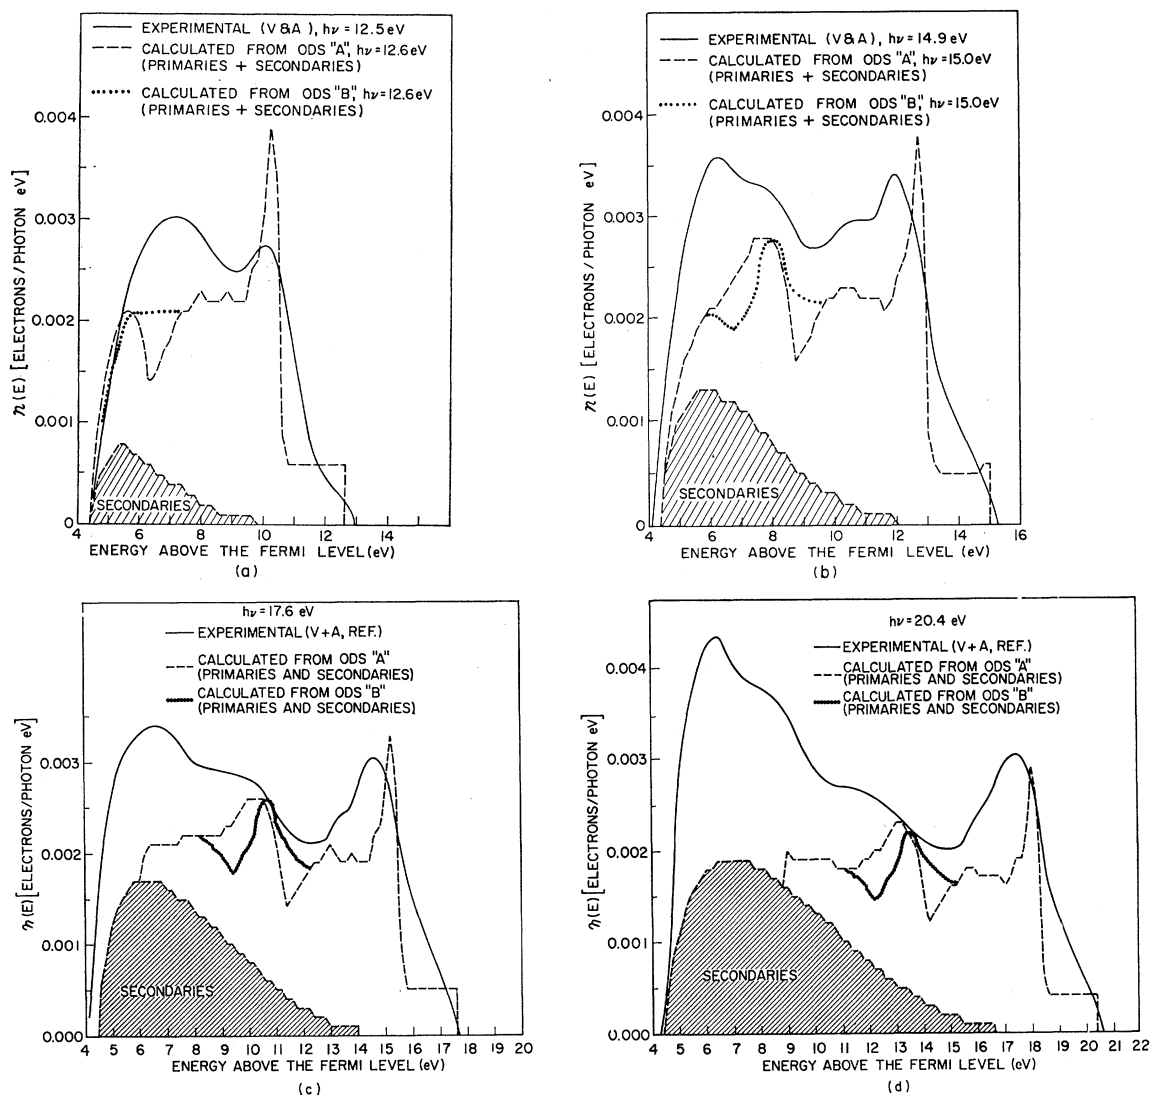 EXPERIMENTAL (V&A), hν = 12.5 eV
CALCULATED FROM ODS "A", hν = 12.6 eV
(PRIMARIES + SECONDARIES)
CALCULATED FROM ODS "B", hν = 12.6 eV
(PRIMARIES + SECONDARIES)
η(E) [ELECTRONS/PHOTON eV]
0.004
0.003
0.002
0.001
0
SECONDARIES
4 6 8 10 12 14
ENERGY ABOVE THE FERMI LEVEL (eV)
(a)
EXPERIMENTAL (V&A), hν = 14.9 eV
CALCULATED FROM ODS "A", hν = 15.0 eV
(PRIMARIES + SECONDARIES)
CALCULATED FROM ODS "B", hν = 15.0 eV
(PRIMARIES + SECONDARIES)
η(E) [ELECTRONS/PHOTON eV]
0.004
0.003
0.002
0.001
0
SECONDARIES
4 6 8 10 12 14 16
ENERGY ABOVE THE FERMI LEVEL (eV)
(b)
hν = 17.6 eV
EXPERIMENTAL (V+A, REF.)
CALCULATED FROM ODS "A"
(PRIMARIES AND SECONDARIES)
CALCULATED FROM ODS "B"
(PRIMARIES AND SECONDARIES)
η(E) [ELECTRONS/PHOTON eV]
0.003
0.002
0.001
0.000
SECONDARIES
4 5 6 7 8 9 10 11 12 13 14 15 16 17 18 19 20
ENERGY ABOVE THE FERMI LEVEL (eV)
(c)
hν = 20.4 eV
EXPERIMENTAL (V+A, REF.)
CALCULATED FROM ODS "A"
(PRIMARIES AND SECONDARIES)
CALCULATED FROM ODS "B"
(PRIMARIES AND SECONDARIES)
η(E) [ELECTRONS/PHOTON eV]
0.004
0.003
0.002
0.001
0.000
SECONDARIES
4 5 6 7 8 9 10 11 12 13 14 15 16 17 18 19 20 21 22
ENERGY ABOVE THE FERMI LEVEL (eV)
(d)